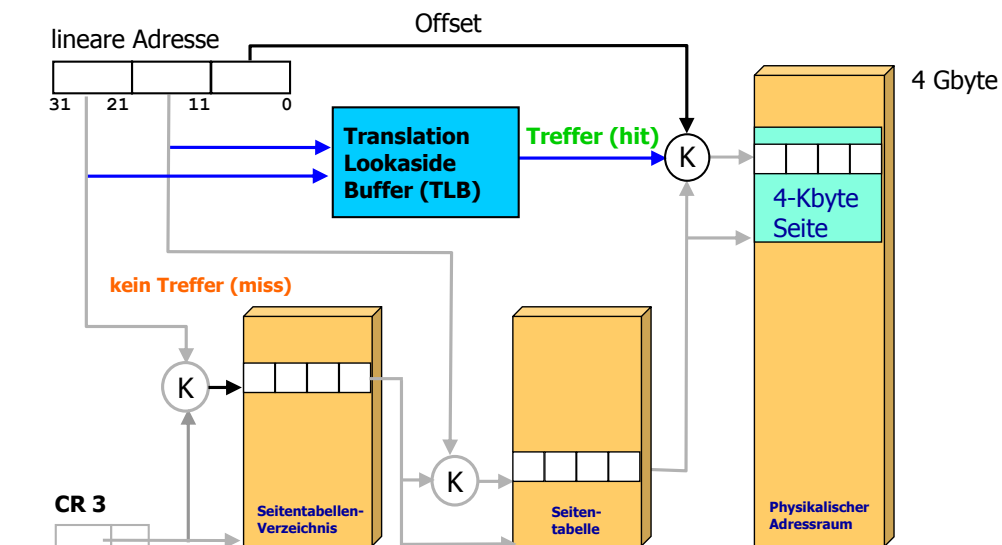 Offset
lineare Adresse
4 Gbyte
31 21 11 0
Translation
Lookaside
Buffer (TLB)
Treffer (hit)
K
4-Kbyte
Seite
kein Treffer (miss)
K
K
CR 3
Seitentabellen-
Verzeichnis
Seiten-
tabelle
Physikalischer
Adressraum